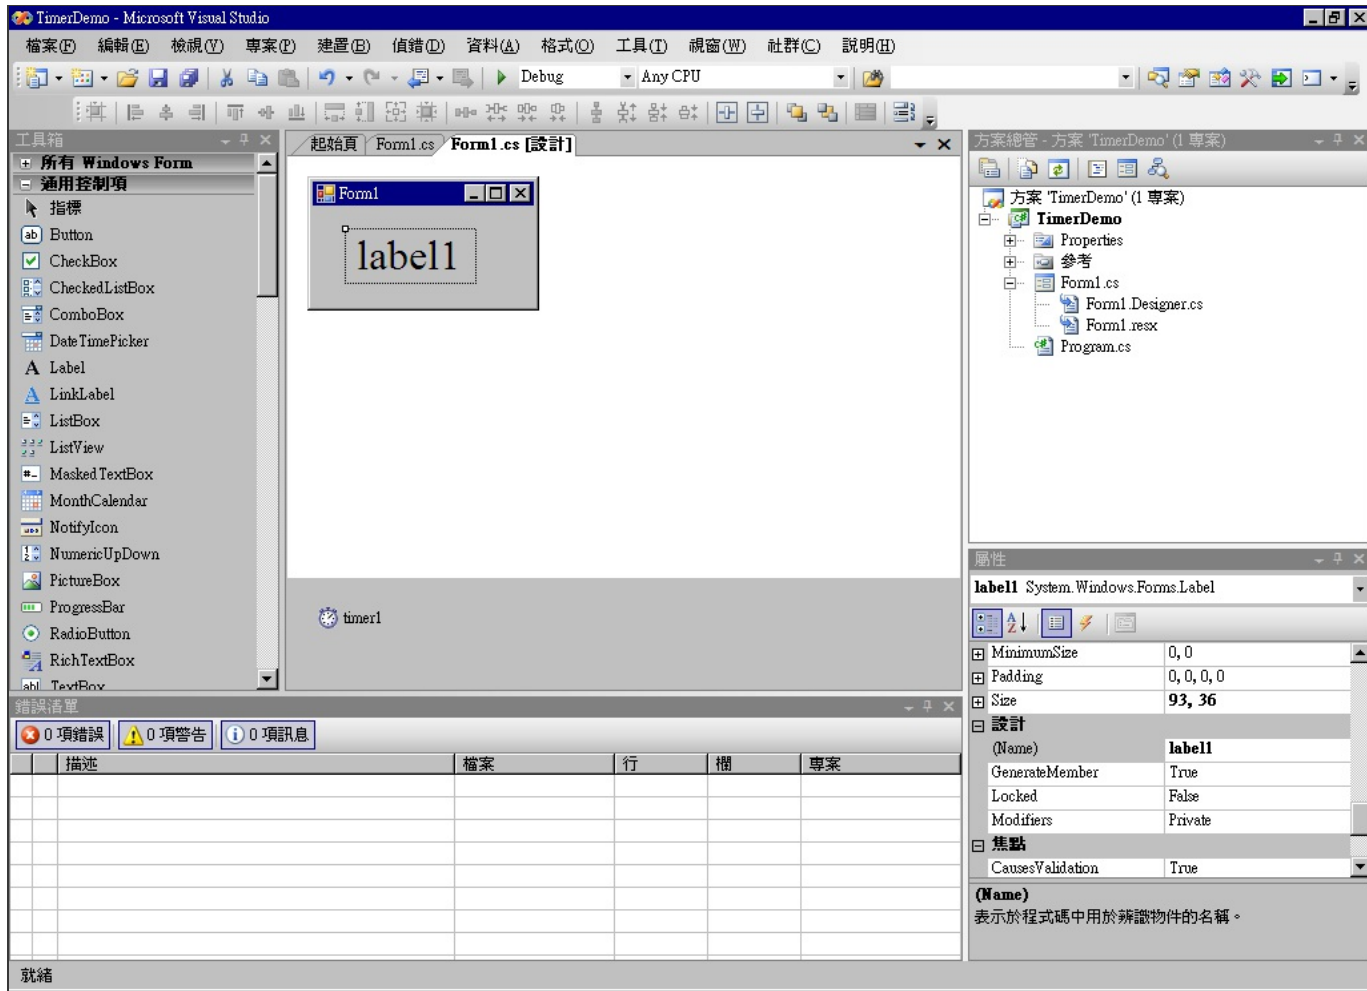 TimerDemo - Microsoft Visual Studio
檔案(F) 編輯(E) 檢視(V) 專案(P) 建置(B) 偵錯(D) 資料(A) 格式(O) 工具(T) 視窗(W) 社群(C) 說明(H)
Debug Any CPU
工具箱
所有 Windows Form
通用控制項
指標
Button
CheckBox
CheckedListBox
ComboBox
DateTimePicker
Label
LinkLabel
ListBox
ListView
MaskedTextBox
MonthCalendar
NotifyIcon
NumericUpDown
PictureBox
ProgressBar
RadioButton
RichTextBox
TextBox
起始頁 Form1.cs Form1.cs [設計]
Form1
label1
timer1
方案總管 - 方案 'TimerDemo' (1 專案)
方案 'TimerDemo' (1 專案)
TimerDemo
Properties
參考
Form1.cs
Form1.Designer.cs
Form1.resx
Program.cs
屬性
label1 System.Windows.Forms.Label
MinimumSize 0, 0
Padding 0, 0, 0, 0
Size 93, 36
設計
(Name) label1
GenerateMember True
Locked False
Modifiers Private
焦點
CausesValidation True
(Name)
表示於程式碼中用於辨識物件的名稱。
錯誤清單
0 項錯誤 0 項警告 0 項訊息
描述 檔案 行 欄 專案
就緒